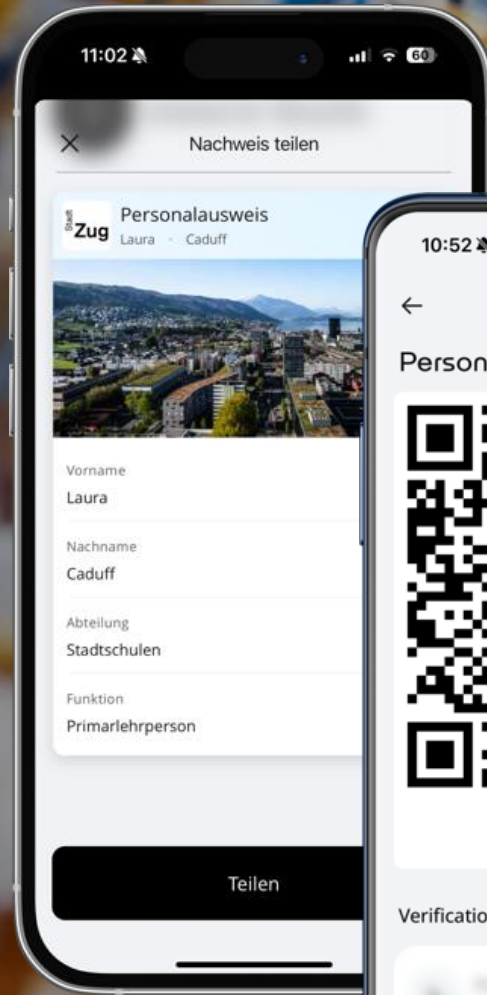 11:02
60
Nachweis teilen
Stadt
Zug
Personalausweis
Laura · Caduff
Vorname
Laura
Nachname
Caduff
Abteilung
Stadtschulen
Funktion
Primarlehrperson
Teilen
10:52
Person
Verificatio